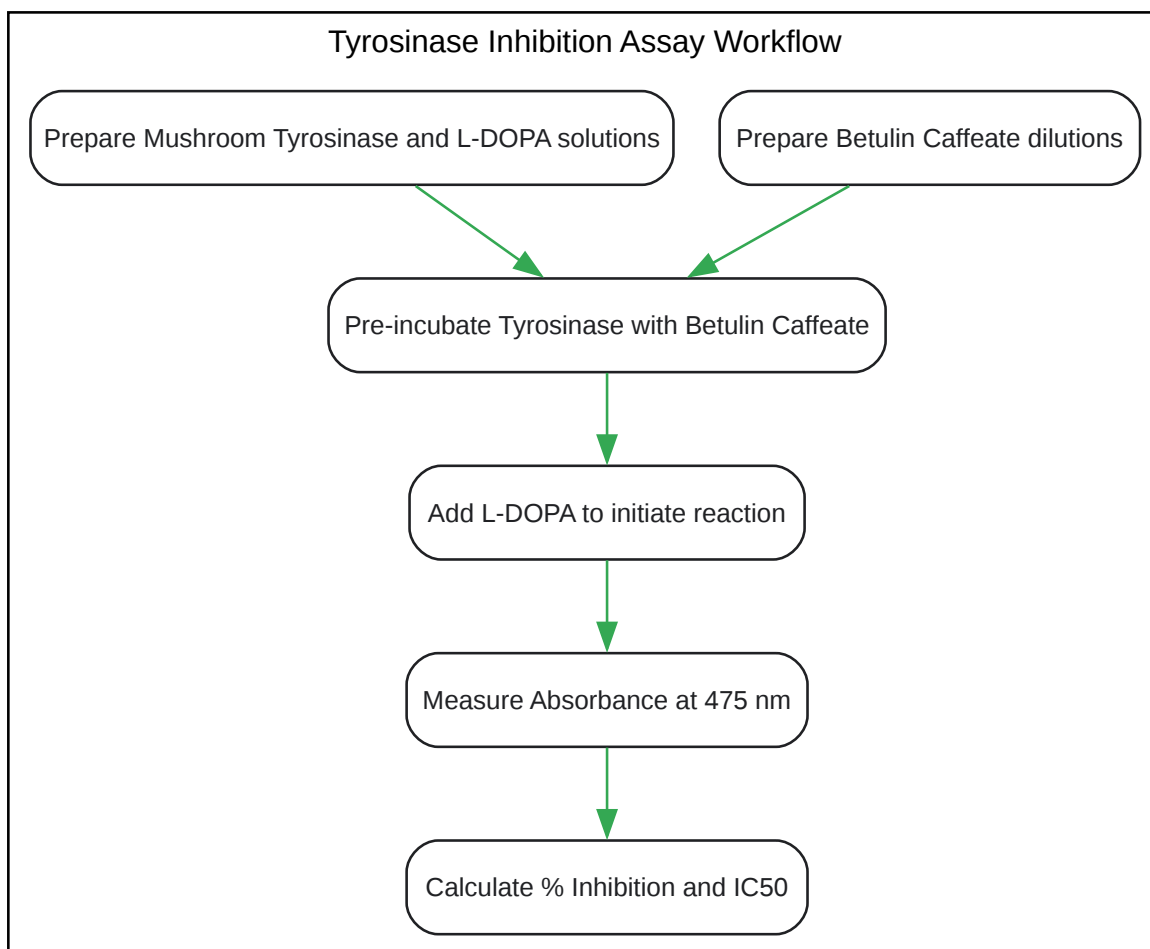 Tyrosinase Inhibition Assay Workflow
Prepare Mushroom Tyrosinase and L-DOPA solutions
Prepare Betulin Caffeate dilutions
Pre-incubate Tyrosinase with Betulin Caffeate
Add L-DOPA to initiate reaction
Measure Absorbance at 475 nm
Calculate % Inhibition and IC50